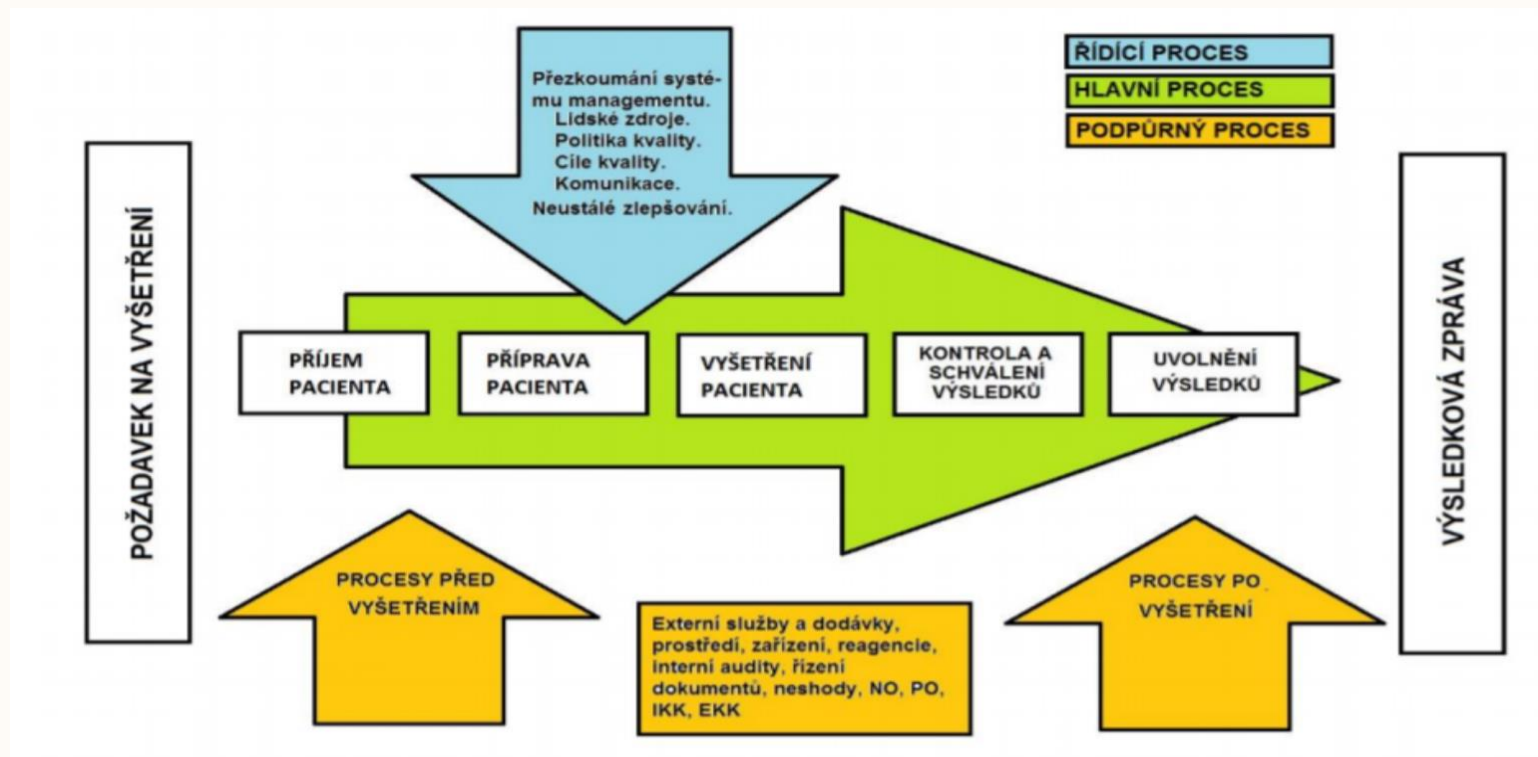 Přezkoumání systé-
mu managementu.
Lidské zdroje.
Politika kvality.
Cíle kvality.
Komunikace.
Neustálé zlepšování.
ŘÍDÍCÍ PROCES
HLAVNÍ PROCES
PODPŮRNÝ PROCES
POŽADAVEK NA VYŠETŘENÍ
PŘÍJEM
PACIENTA
PŘÍPRAVA
PACIENTA
VYŠETŘENÍ
PACIENTA
KONTROLA A
SCHVÁLENÍ
VÝSLEDKŮ
UVOLNĚNÍ
VÝSLEDKŮ
VÝSLEDKOVÁ ZPRÁVA
PROCESY PŘED
VYŠETŘENÍM
Externí služby a dodávky,
prostředí, zařízení, reagencie,
interní audity, řízení
dokumentů, neshody, NO, PO,
IKK, EKK
PROCESY PO
VYŠETŘENÍ